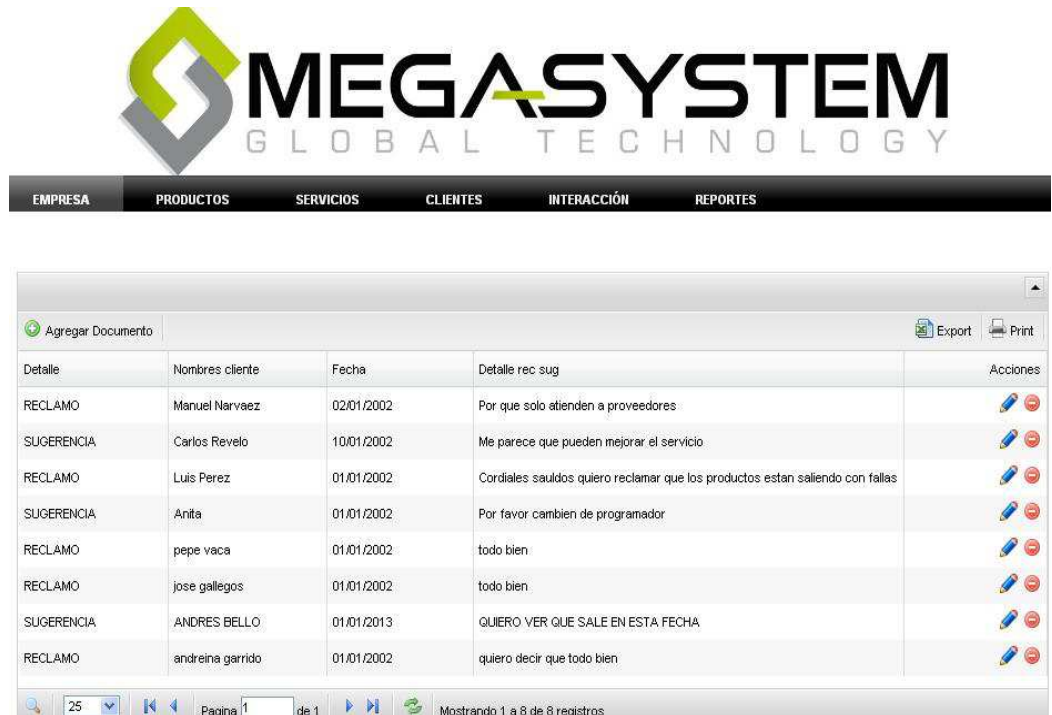 MEGASYSTEM
GLOBAL TECHNOLOGY
EMPRESA PRODUCTOS SERVICIOS CLIENTES INTERACCIÓN REPORTES
Agregar Documento Export Print
Detalle Nombres cliente Fecha Detalle rec sug Acciones
RECLAMO Manuel Narvaez 02/01/2002 Por que solo atienden a proveedores
SUGERENCIA Carlos Revelo 10/01/2002 Me parece que pueden mejorar el servicio
RECLAMO Luis Perez 01/01/2002 Cordiales sauldos quiero reclamar que los productos estan saliendo con fallas
SUGERENCIA Anita 01/01/2002 Por favor cambien de programador
RECLAMO pepe vaca 01/01/2002 todo bien
RECLAMO jose gallegos 01/01/2002 todo bien
SUGERENCIA ANDRES BELLO 01/01/2013 QUIERO VER QUE SALE EN ESTA FECHA
RECLAMO andreina garrido 01/01/2002 quiero decir que todo bien
25 Pagina 1 de 1 Mostrando 1 a 8 de 8 registros